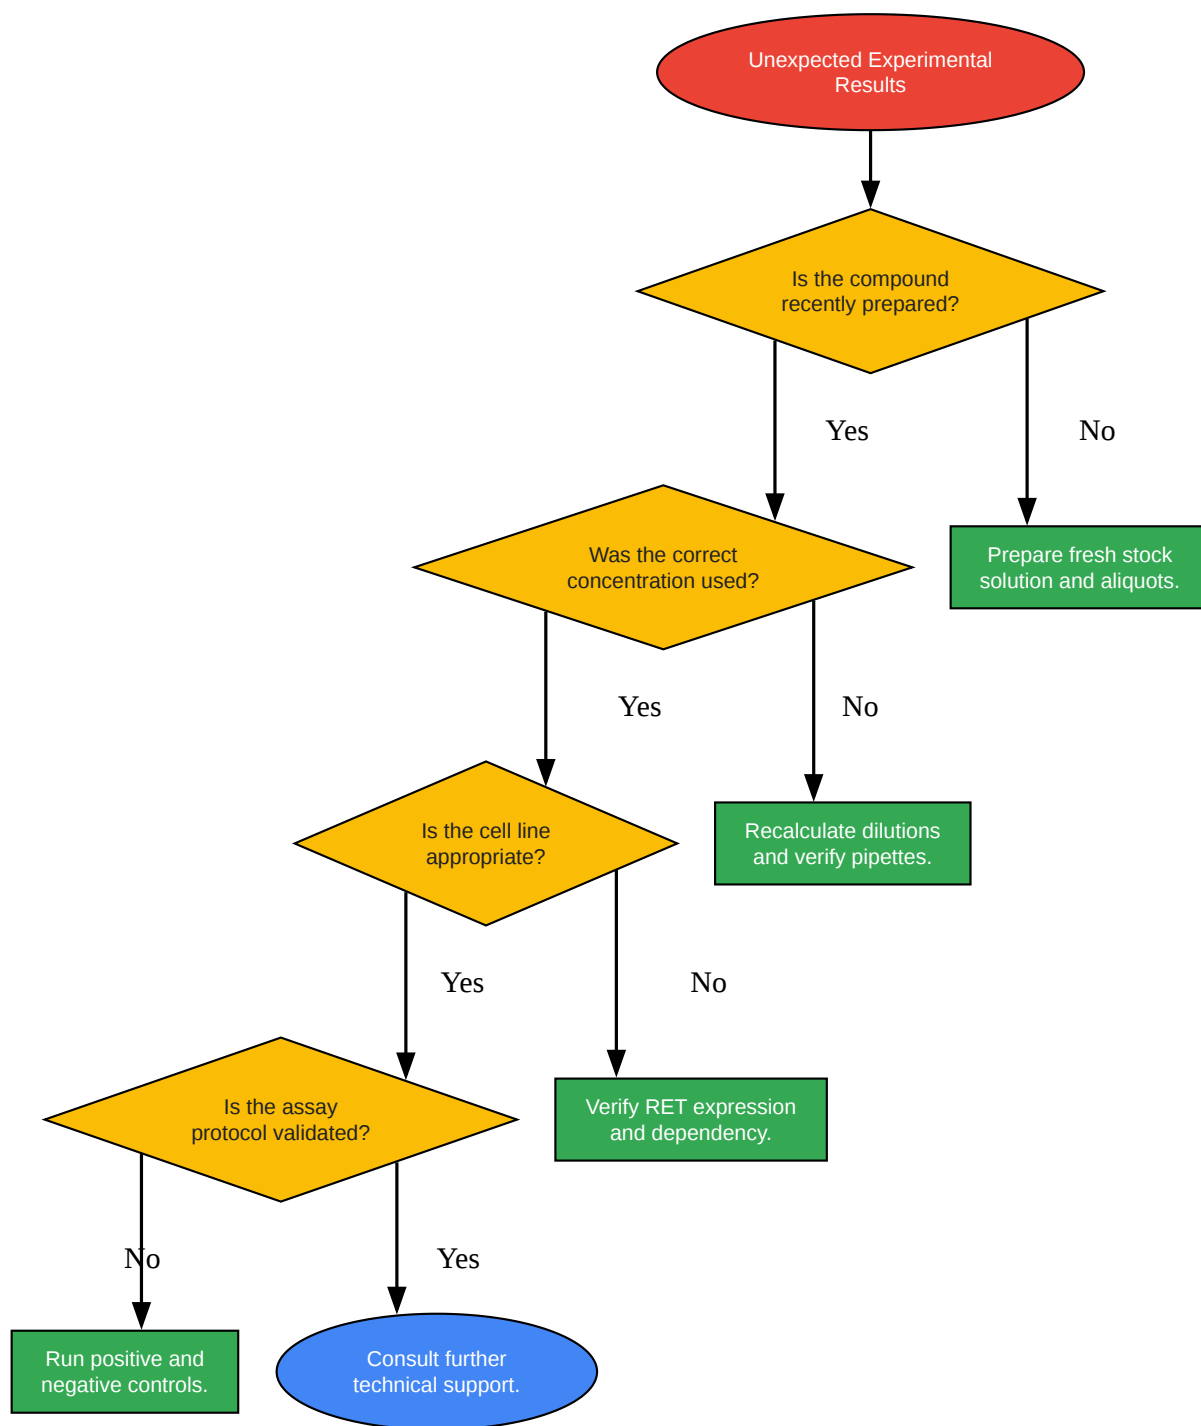 Unexpected Experimental
Results
Is the compound
recently prepared?
Yes
No
Was the correct
concentration used?
Prepare fresh stock
solution and aliquots.
Yes
No
Is the cell line
appropriate?
Recalculate dilutions
and verify pipettes.
Yes
No
Is the assay
protocol validated?
Verify RET expression
and dependency.
No
Yes
Run positive and
negative controls.
Consult further
technical support.